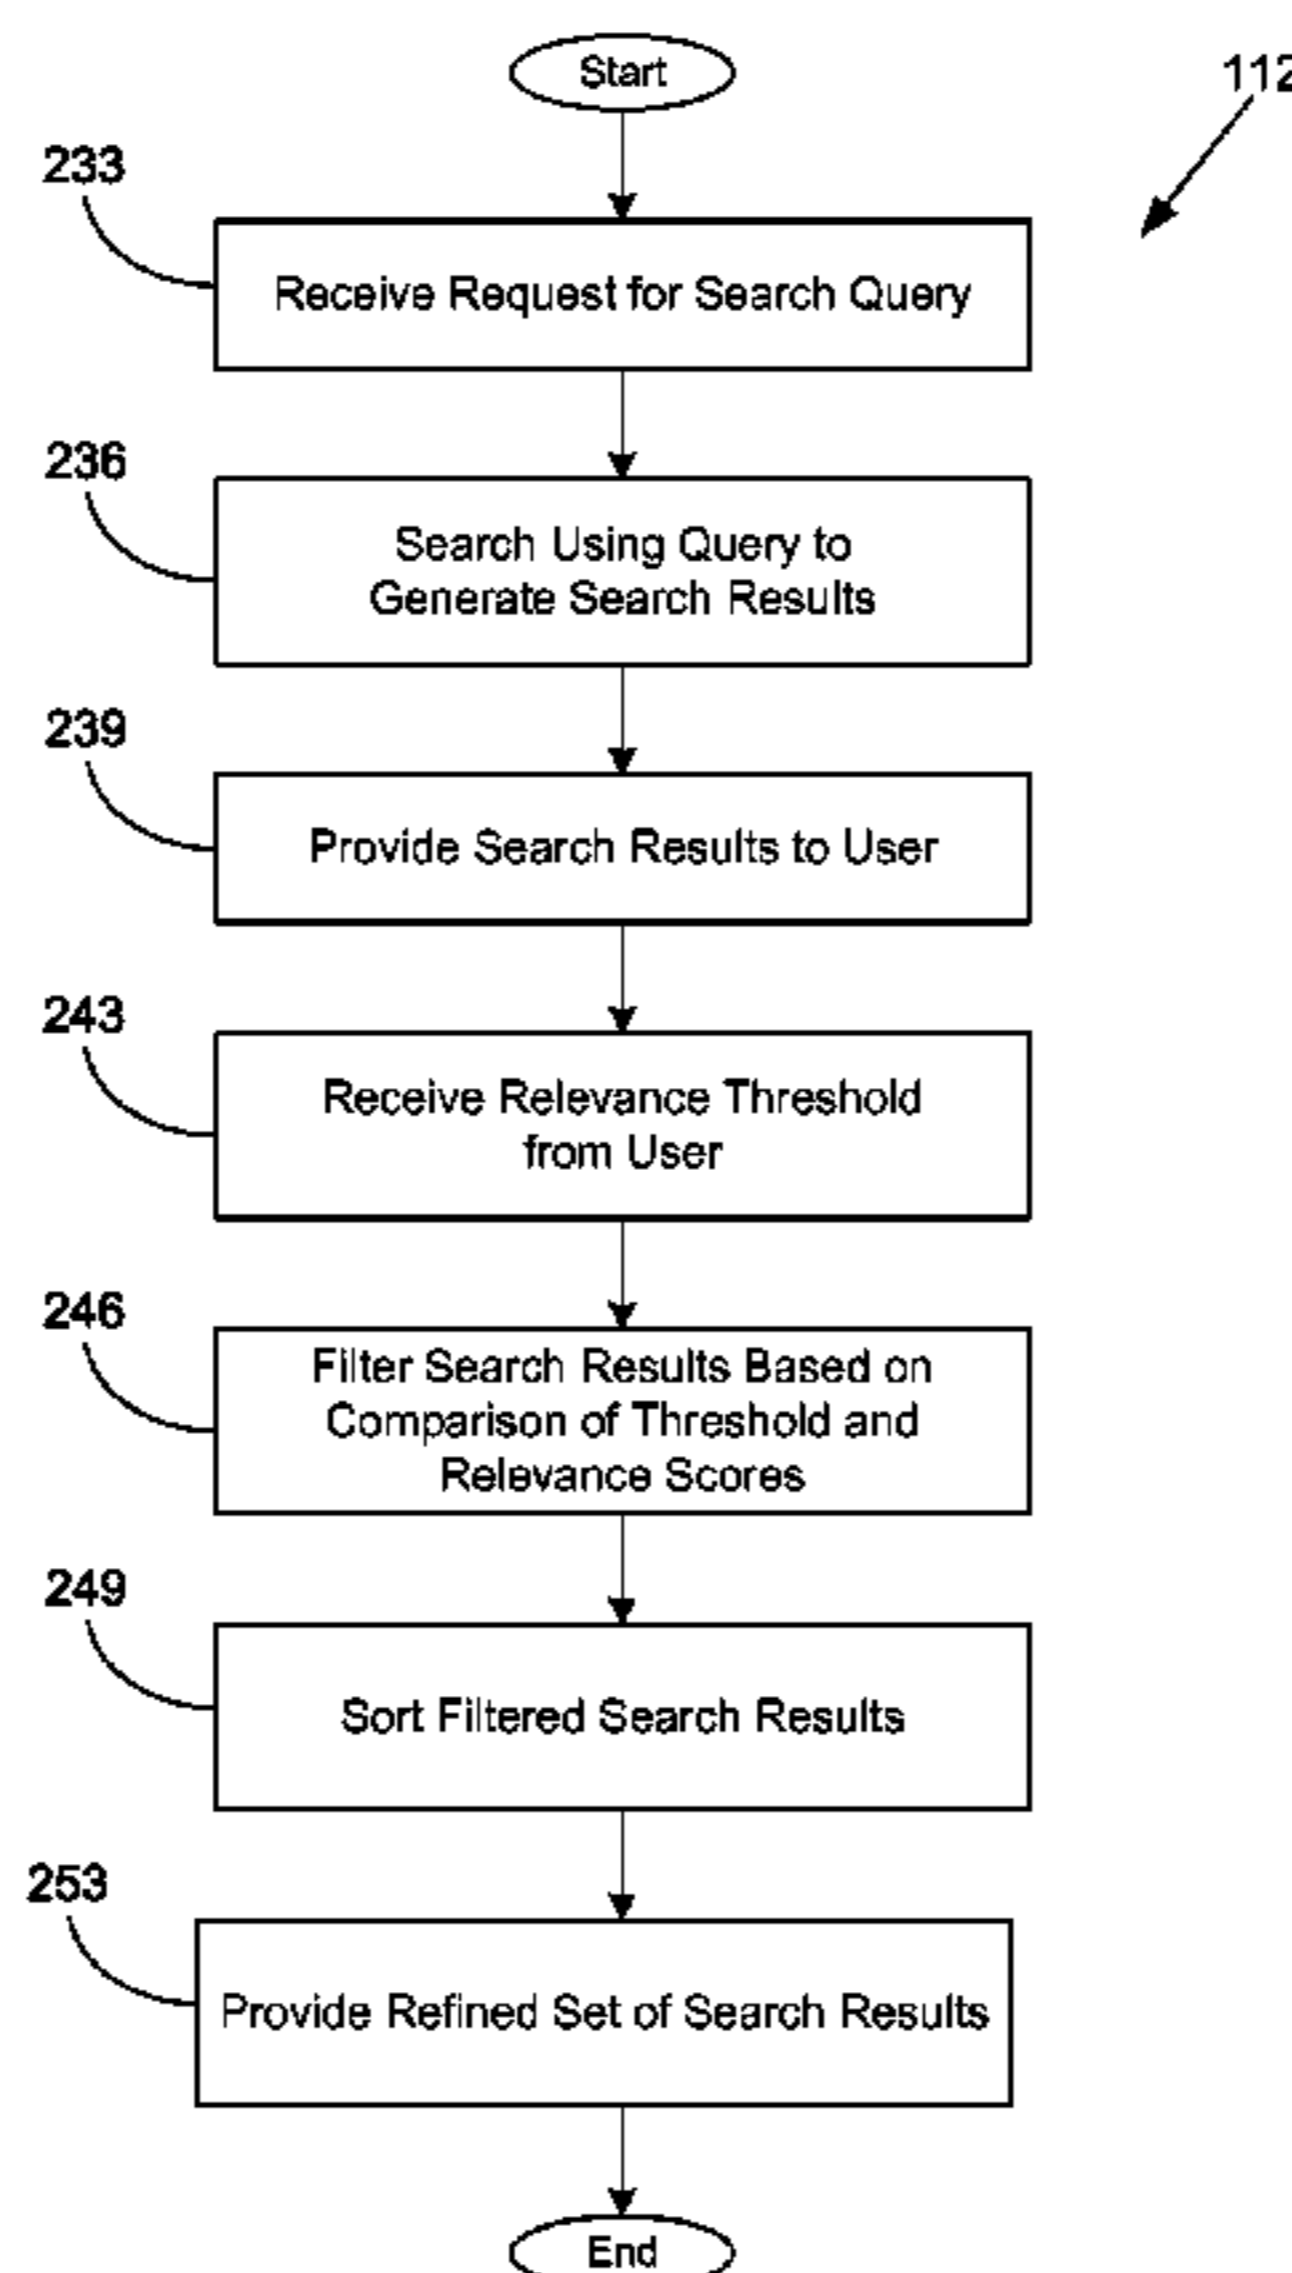 Start
112
233
Receive Request for Search Query
236
Search Using Query to
Generate Search Results
239
Provide Search Results to User
243
Receive Relevance Threshold
from User
246
Filter Search Results Based on
Comparison of Threshold and
Relevance Scores
249
Sort Filtered Search Results
253
Provide Refined Set of Search Results
End